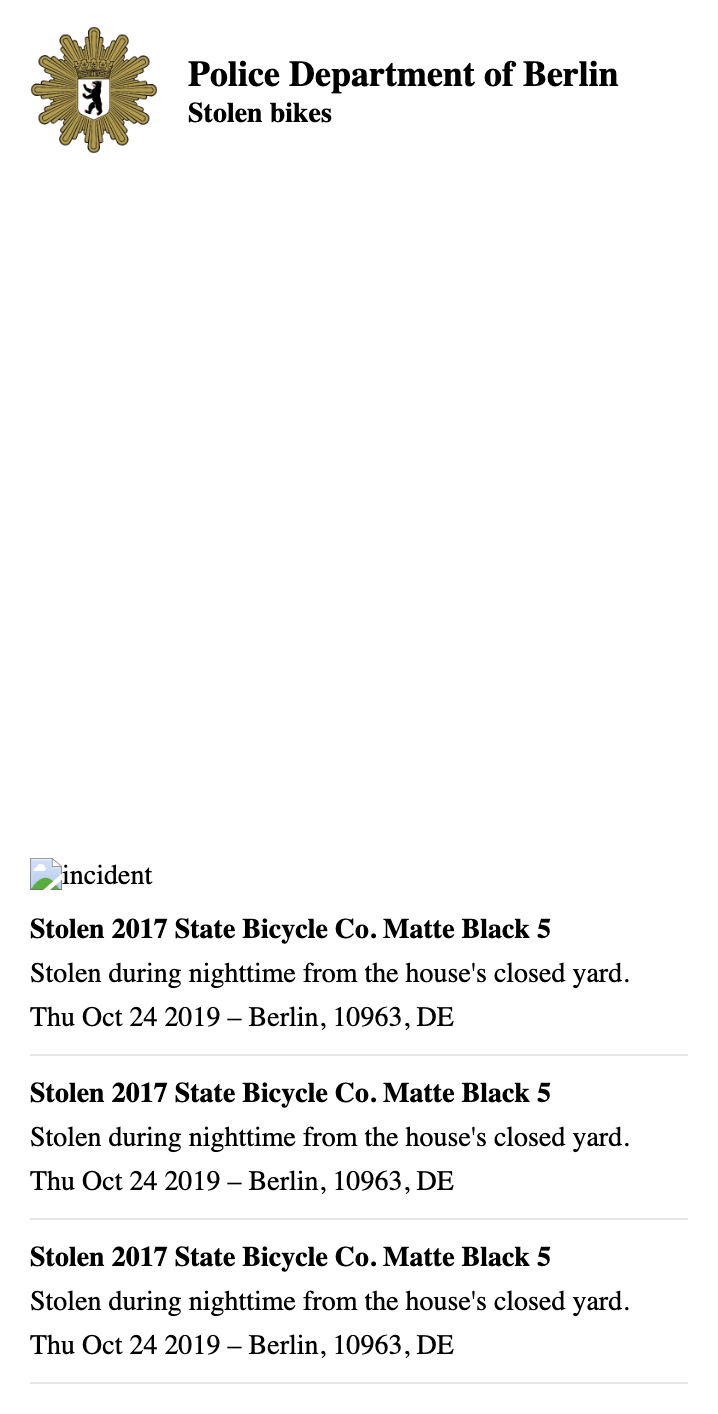 Police Department of Berlin
Stolen bikes
incident
Stolen 2017 State Bicycle Co. Matte Black 5
Stolen during nighttime from the house's closed yard.
Thu Oct 24 2019 – Berlin, 10963, DE
Stolen 2017 State Bicycle Co. Matte Black 5
Stolen during nighttime from the house's closed yard.
Thu Oct 24 2019 – Berlin, 10963, DE
Stolen 2017 State Bicycle Co. Matte Black 5
Stolen during nighttime from the house's closed yard.
Thu Oct 24 2019 – Berlin, 10963, DE